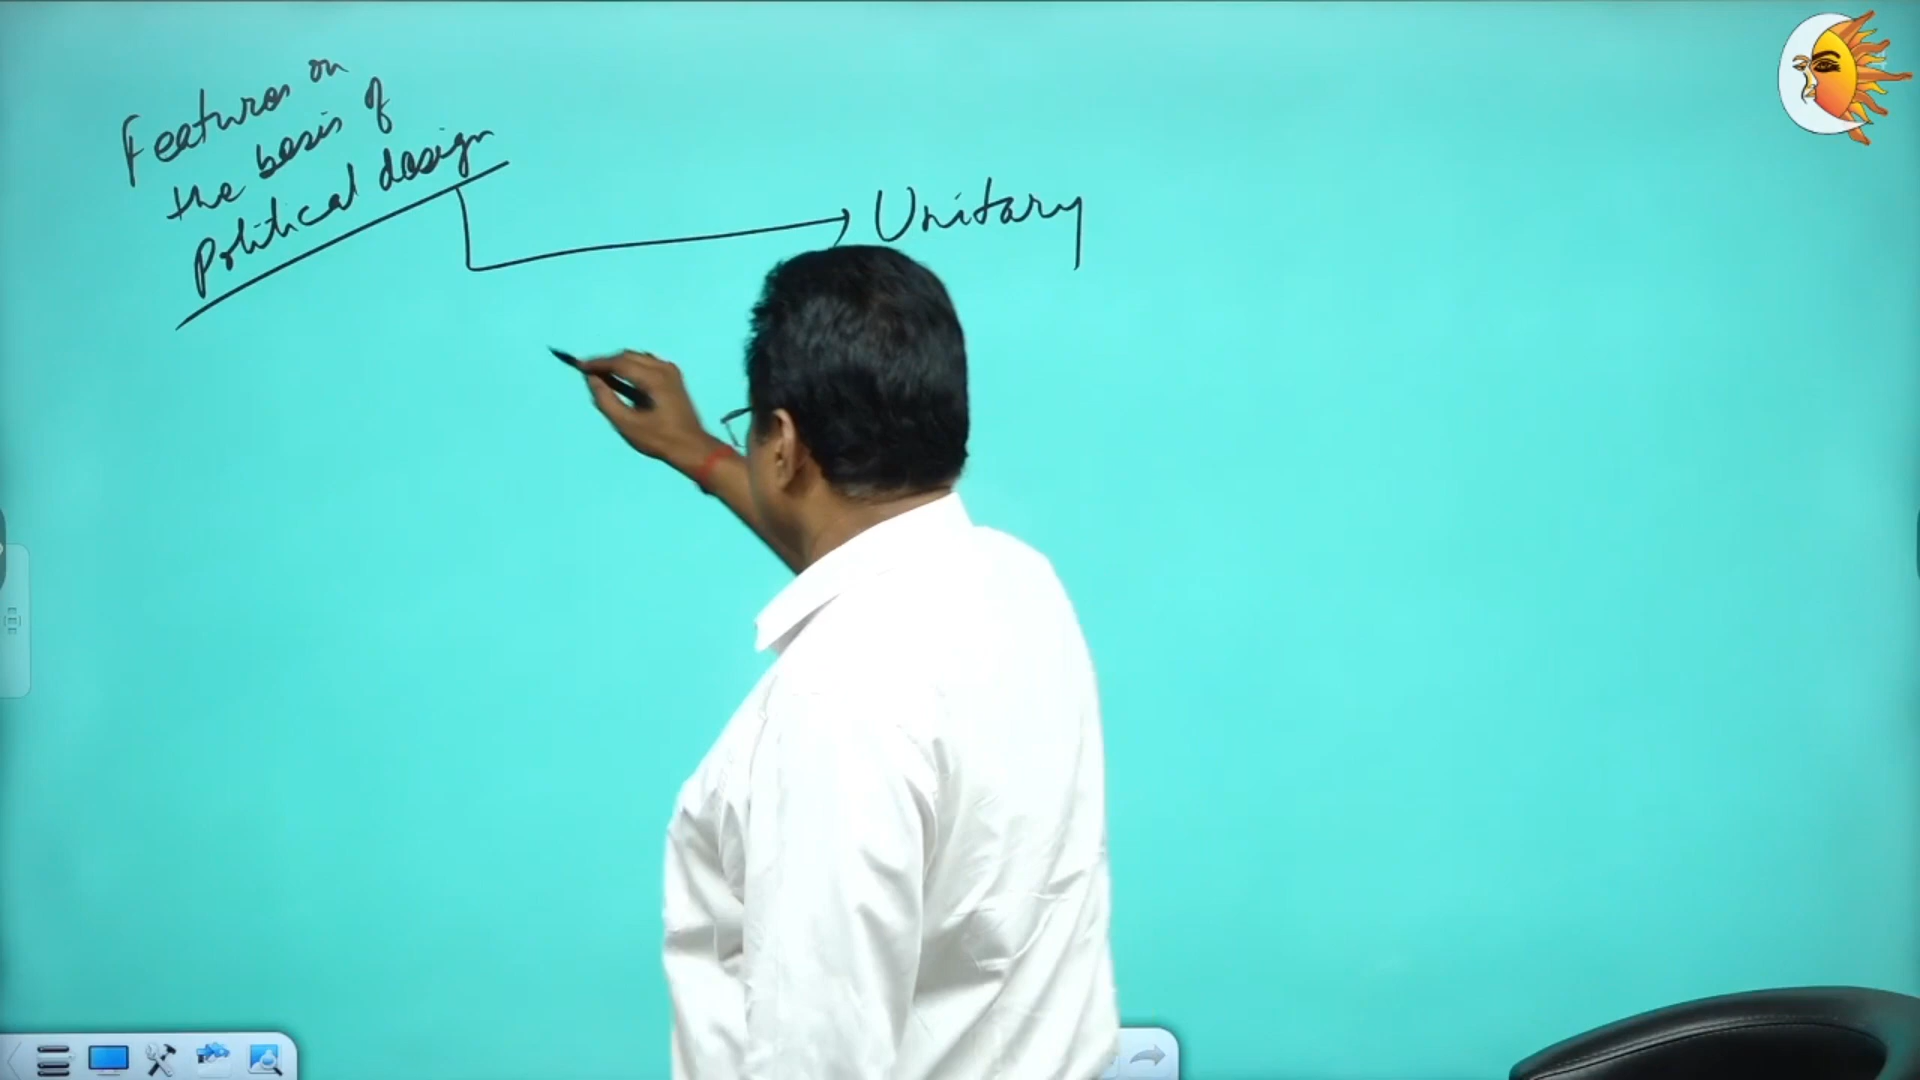 Features on
the basis of
Political design
Unitary